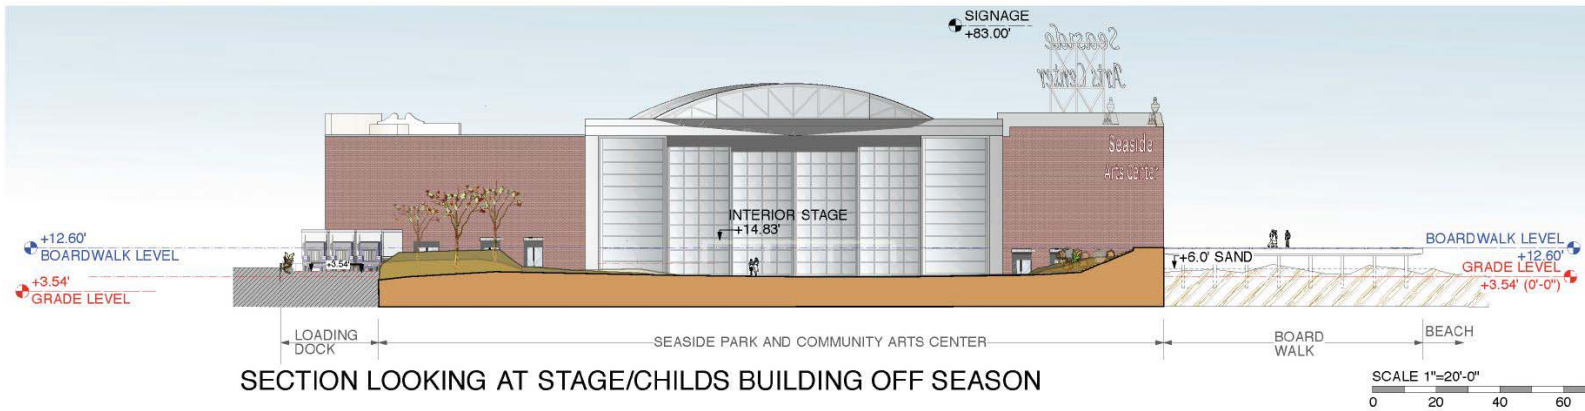 SIGNAGE
+83.00'
Seaside
Arts Center
Seaside
Arts Center
INTERIOR STAGE
+14.83'
+12.60'
BOARDWALK LEVEL
+3.54'
+3.54'
GRADE LEVEL
BOARDWALK LEVEL
+12.60'
+6.0' SAND
GRADE LEVEL
+3.54' (0'-0")
LOADING
DOCK
SEASIDE PARK AND COMMUNITY ARTS CENTER
BOARD
WALK
BEACH
SECTION LOOKING AT STAGE/CHILDS BUILDING OFF SEASON
SCALE 1"=20'-0"
0 20 40 60